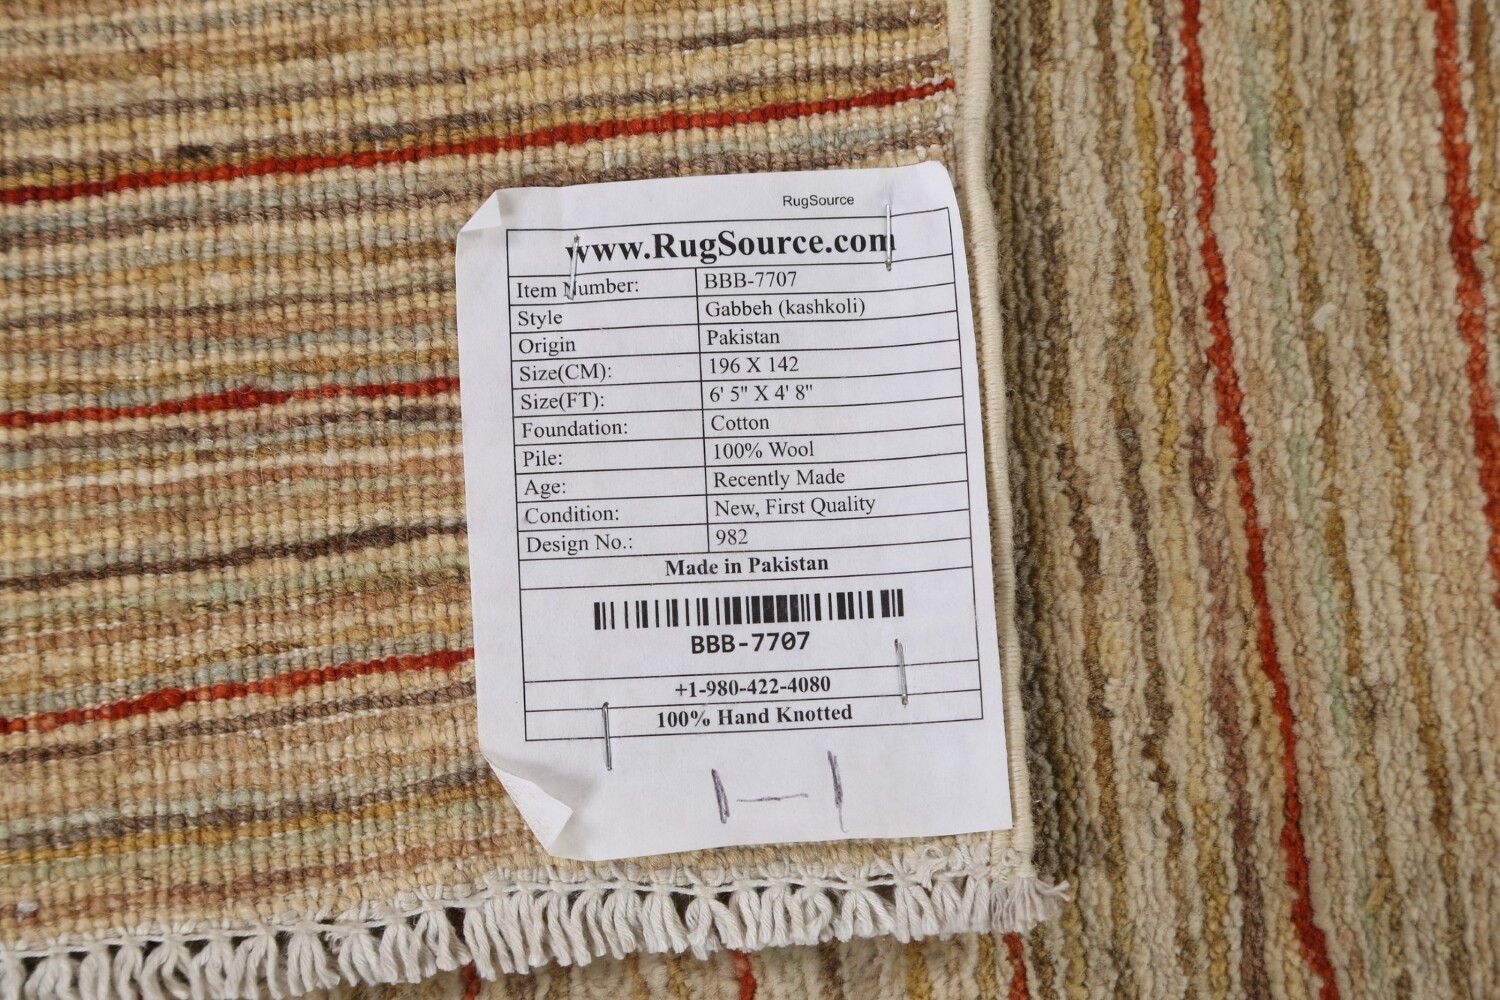 RugSource
www.RugSource.com
Item Number: BBB-7707
Style Gabbeh (kashkoli)
Origin Pakistan
Size(CM): 196 X 142
Size(FT): 6' 5" X 4' 8"
Foundation: Cotton
Pile: 100% Wool
Age: Recently Made
Condition: New, First Quality
Design No.: 982
Made in Pakistan
BBB-7707
+1-980-422-4080
100% Hand Knotted
1-1